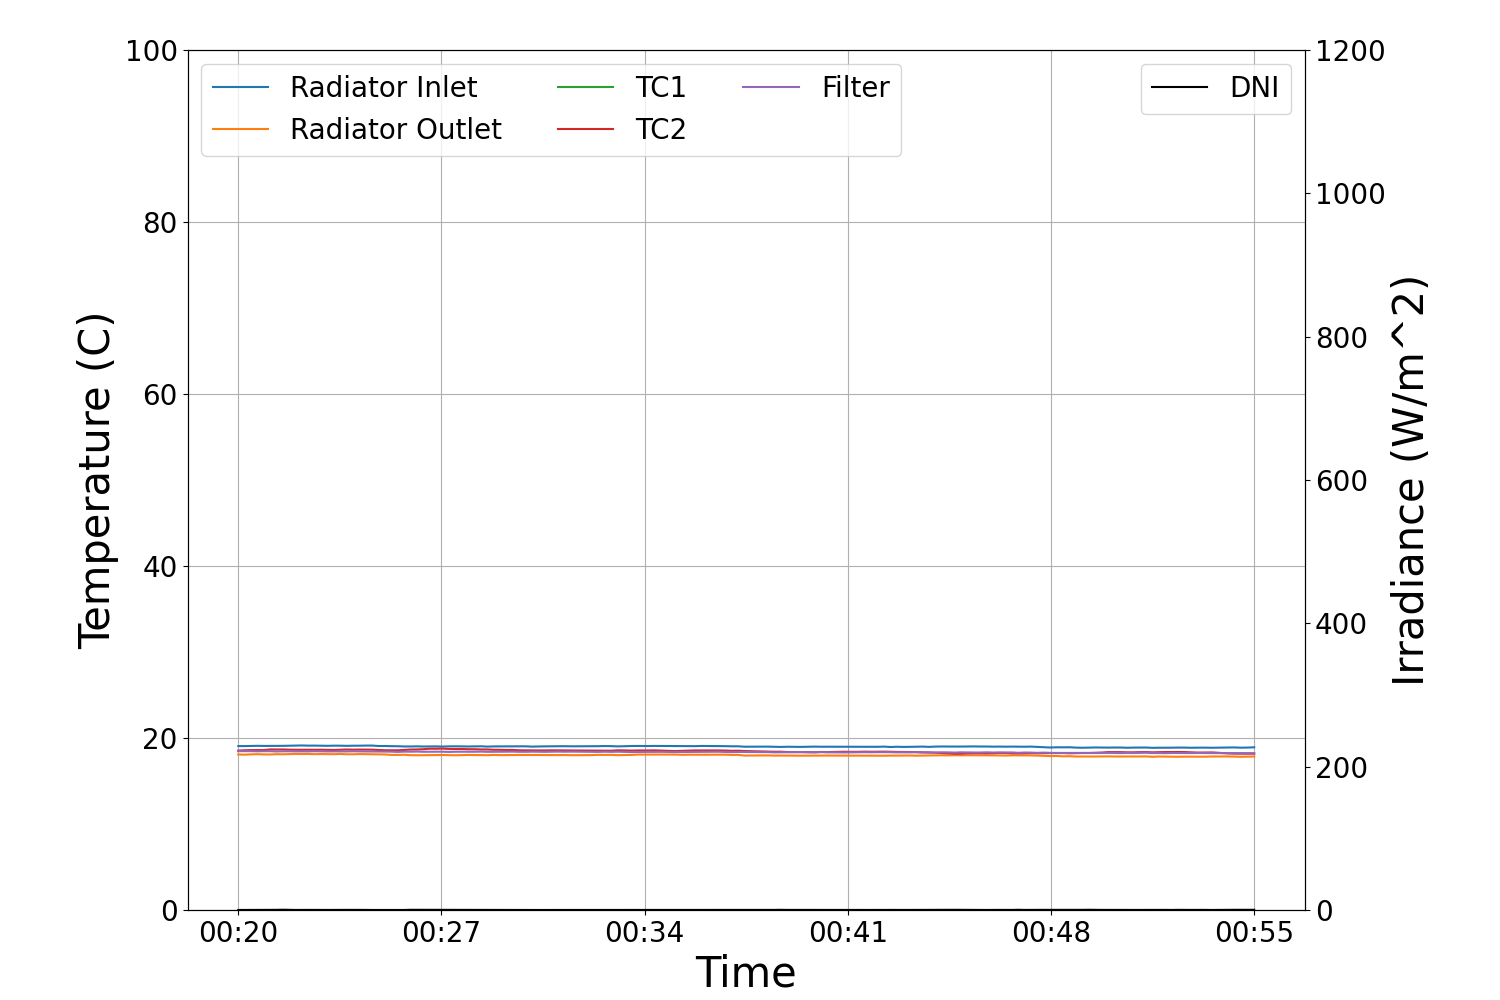 100
80
60
40
20
0
Temperature (C)
Radiator Inlet
Radiator Outlet
TC1
TC2
Filter
DNI
1200
1000
800
600
400
200
0
Irradiance (W/m^2)
00:20 00:27 00:34 00:41 00:48 00:55
Time